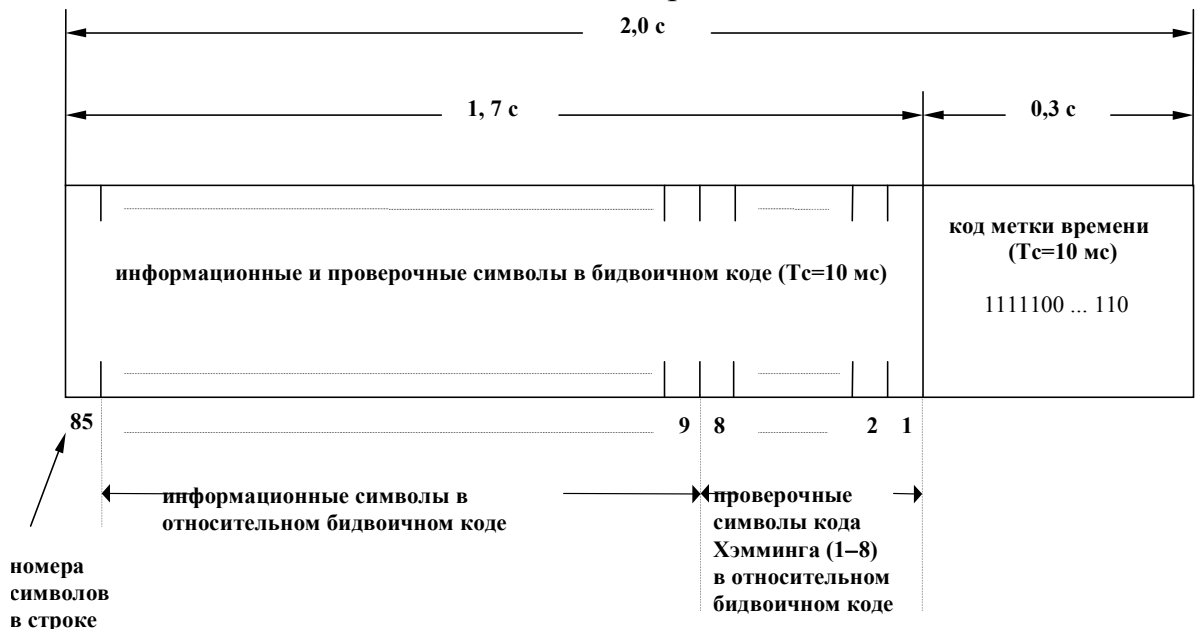 2,0 с
1, 7 с
0,3 с
код метки времени
(Тс=10 мс)
информационные и проверочные символы в бидвоичном коде (Тс=10 мс)
1111100 ... 110
85
9
8
2
1
информационные символы в
относительном бидвоичном коде
проверочные
символы кода
Хэмминга (1–8)
в относительном
бидвоичном коде
номера
символов
в строке